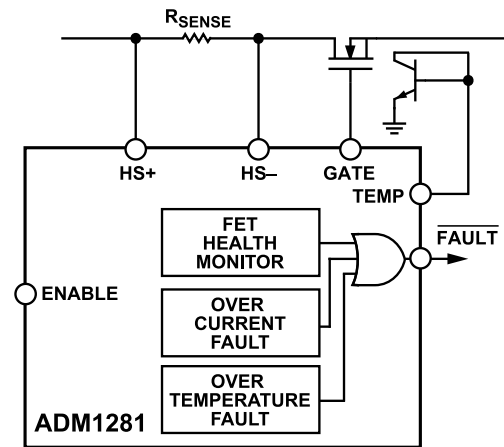 RSENSE
HS+
HS–
GATE
TEMP
FET
HEALTH
MONITOR
FAULT
ENABLE
OVER
CURRENT
FAULT
OVER
TEMPERATURE
FAULT
ADM1281